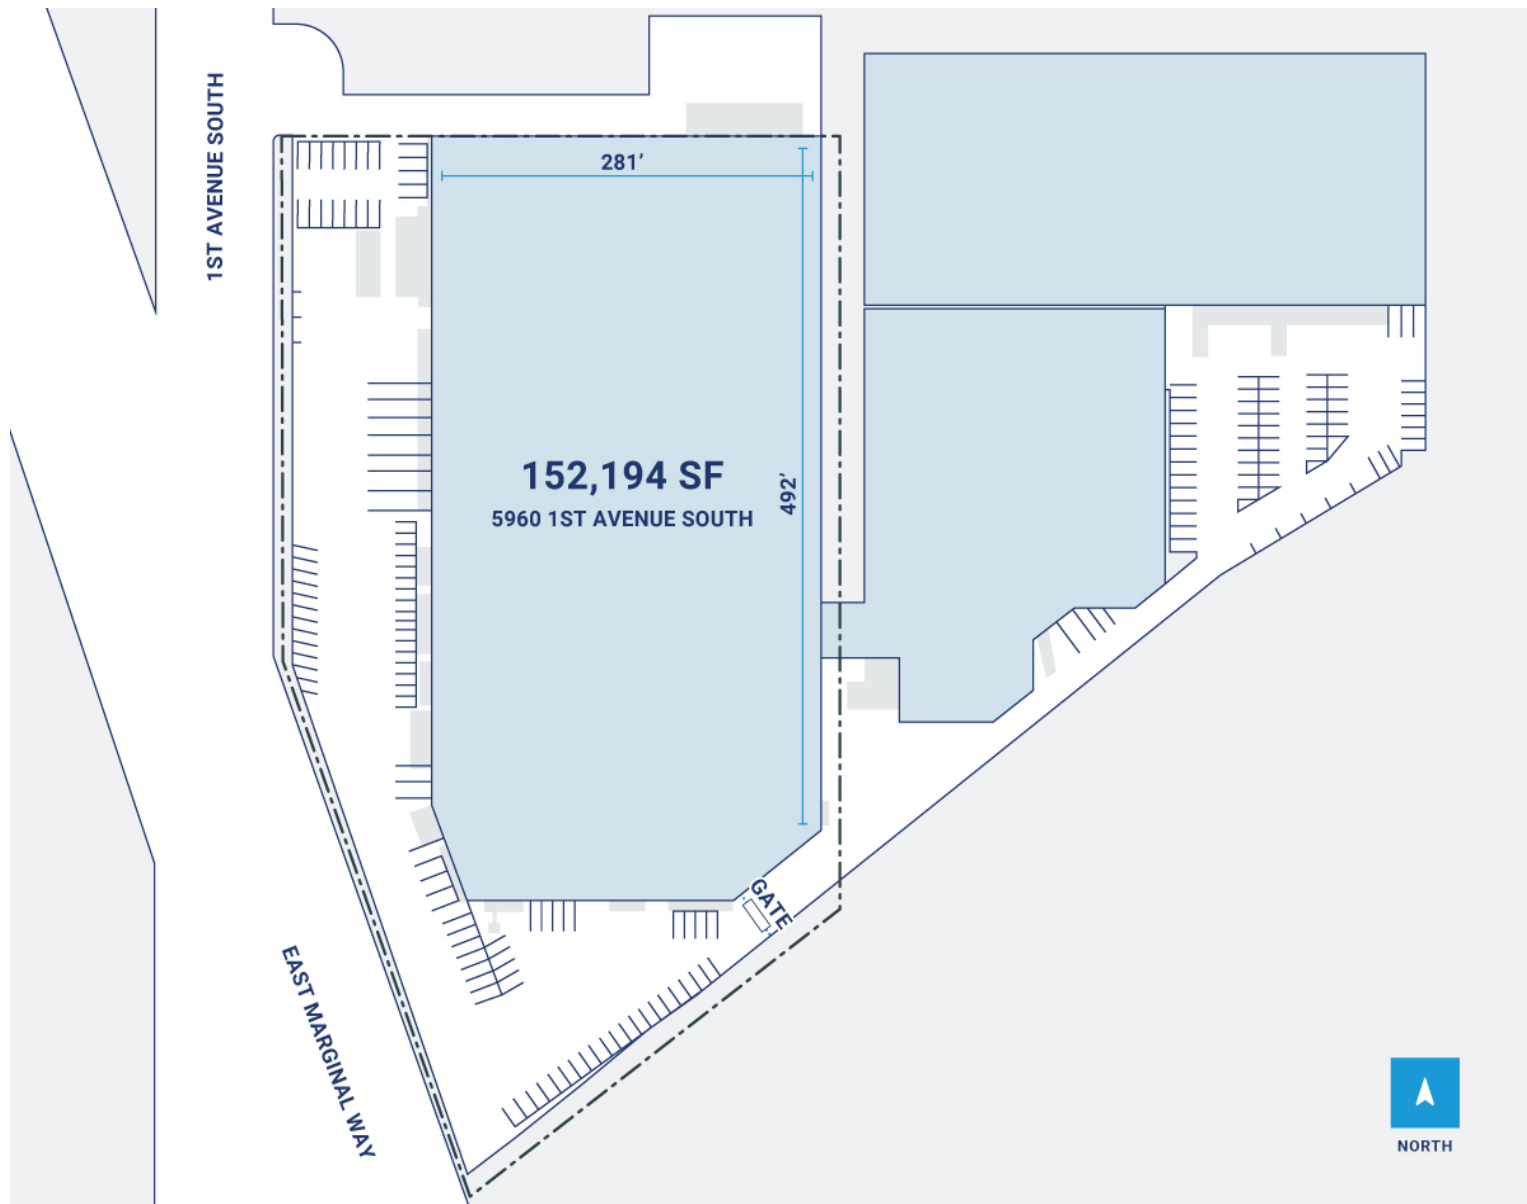 1ST AVENUE SOUTH
281’
492’
152,194 SF
5960 1ST AVENUE SOUTH
GATE
EAST MARGINAL WAY
NORTH